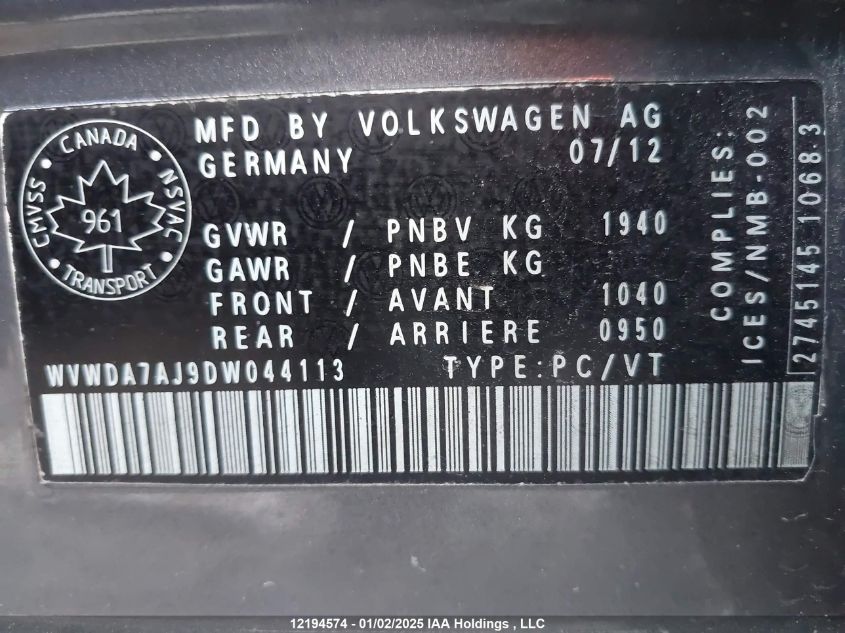 CANADA
CMVSS
NSVAC
961
TRANSPORT
MFD BY VOLKSWAGEN AG
GERMANY 07/12
GVWR / PNBV KG 1940
GAWR / PNBE KG
FRONT / AVANT 1040
REAR / ARRIERE 0950
WVWDA7AJ9DW044113 TYPE:PC/VT
COMPLIES:
ICES/NMB-002
2745145 1068 3
12194574 - 01/02/2025 IAA Holdings , LLC